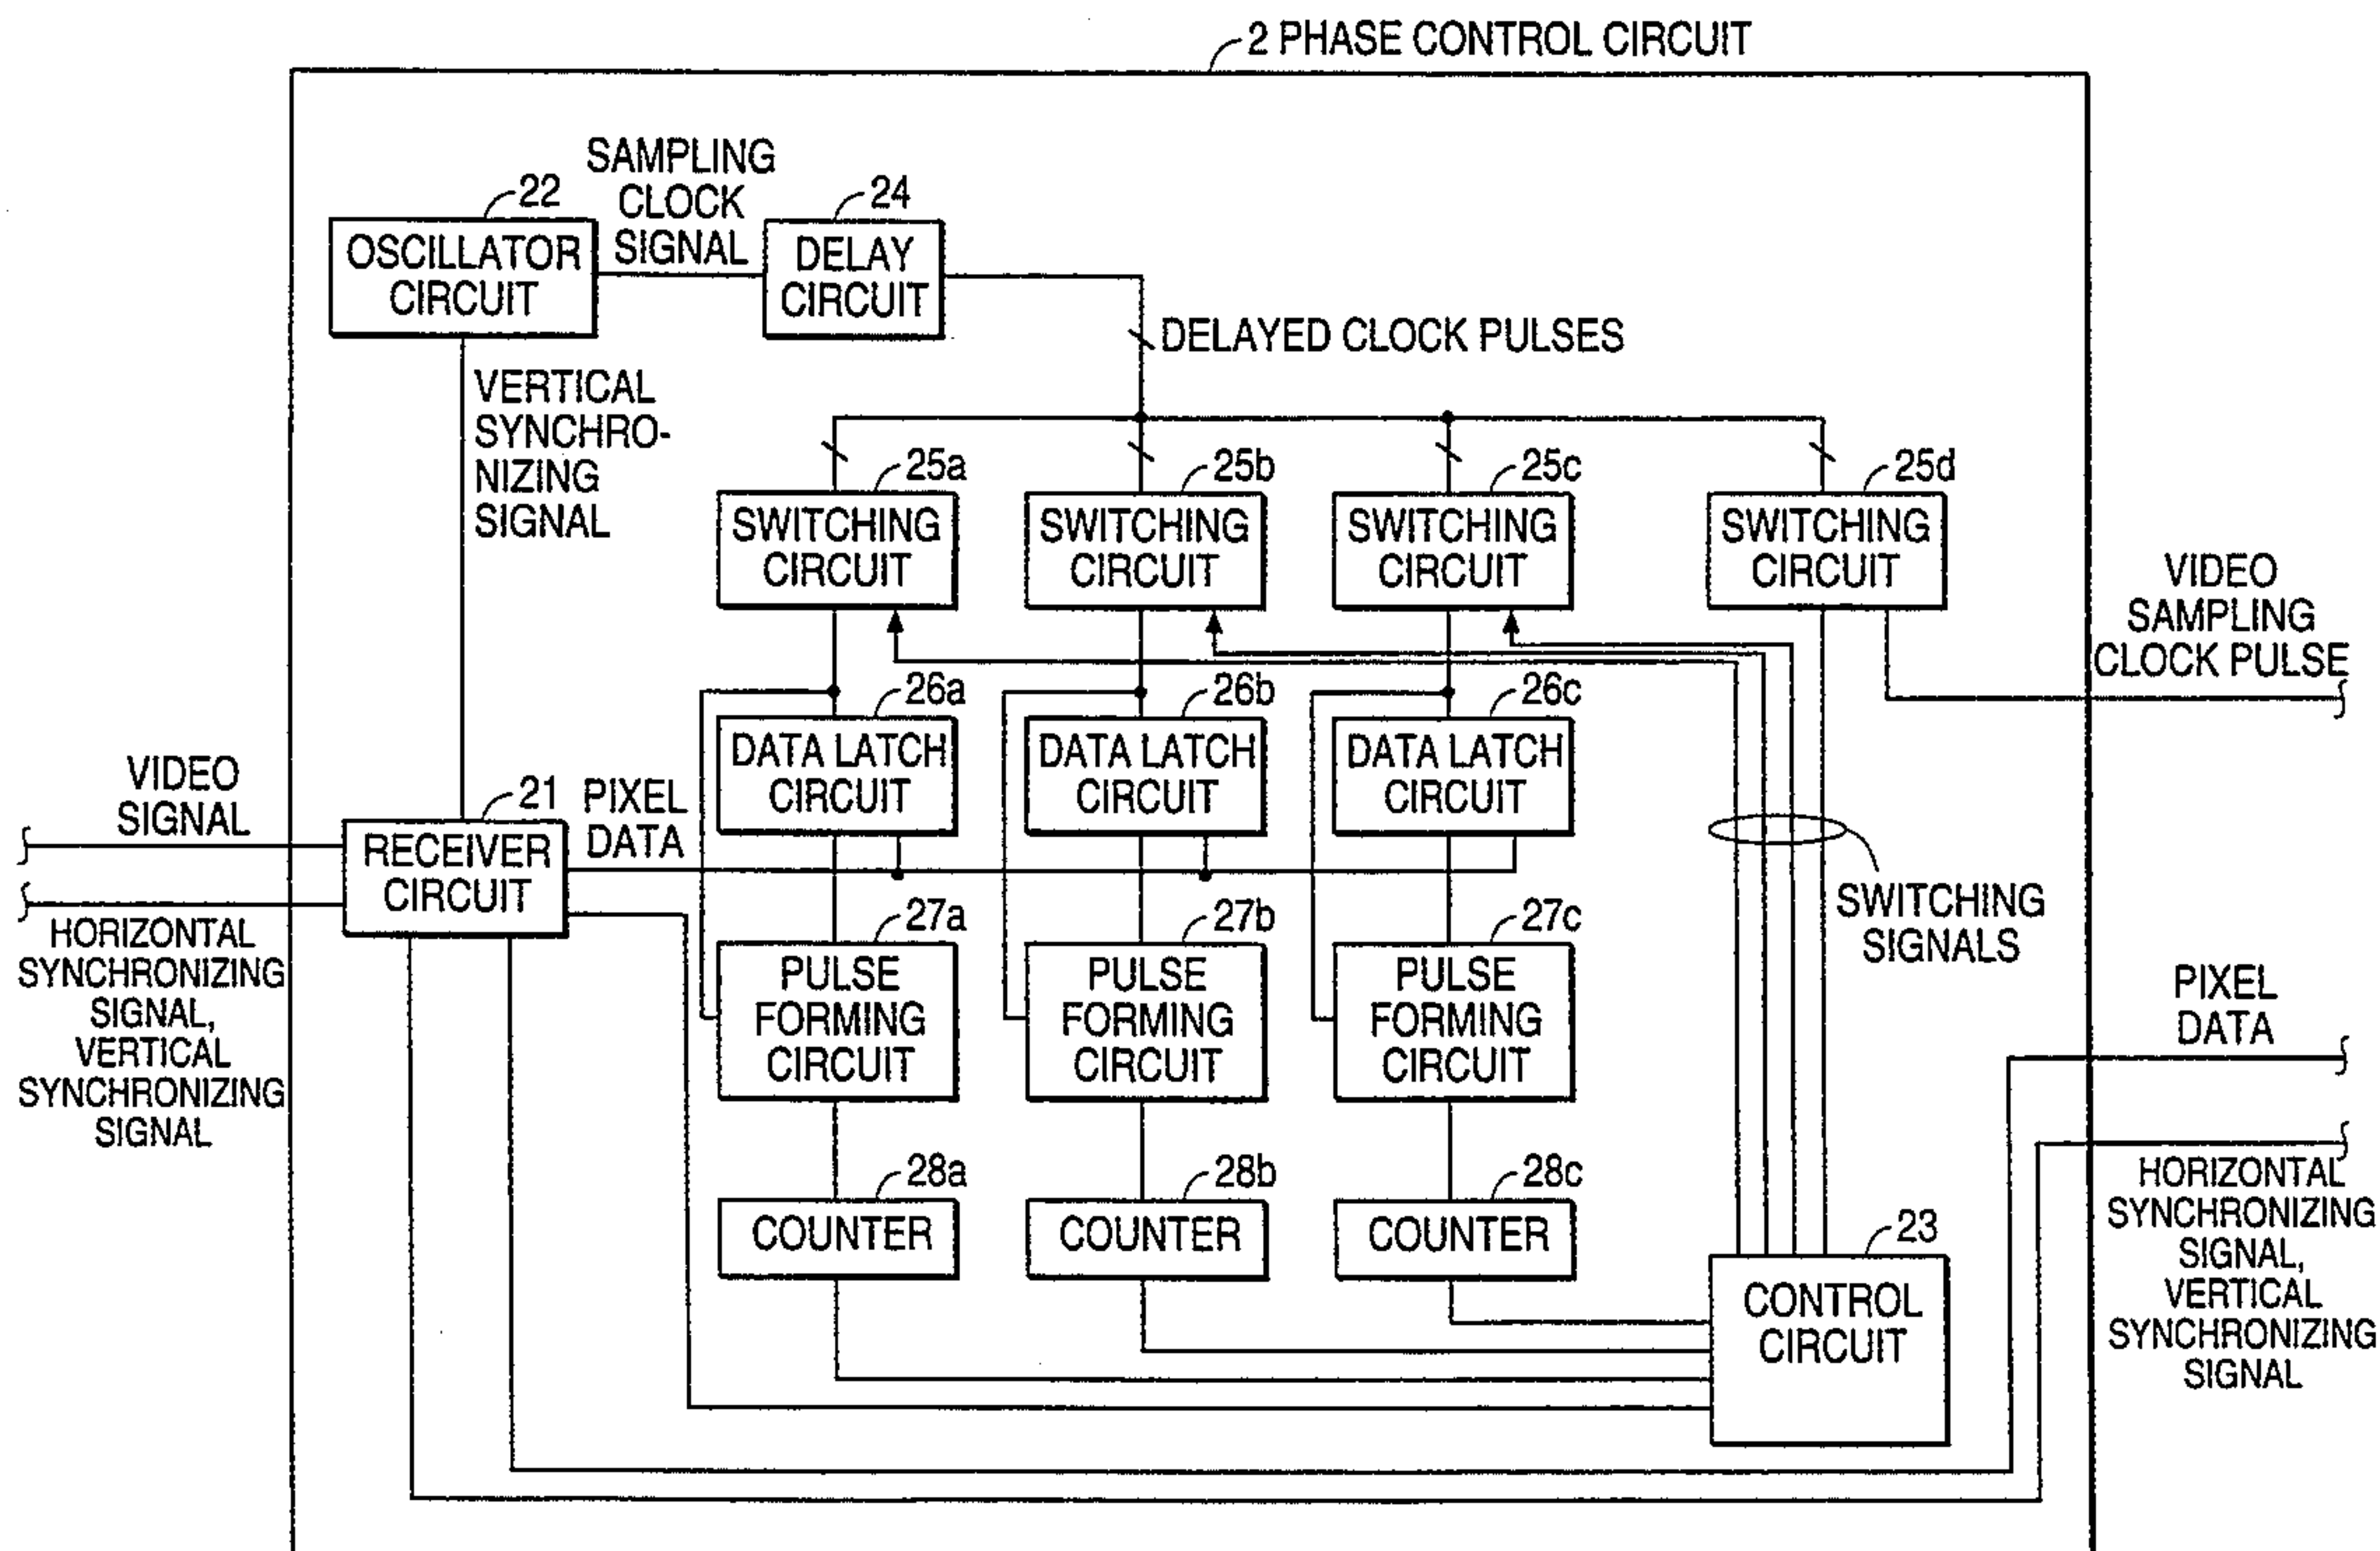 2 PHASE CONTROL CIRCUIT
SAMPLING
CLOCK
SIGNAL
22
OSCILLATOR
CIRCUIT
24
DELAY
CIRCUIT
DELAYED CLOCK PULSES
VERTICAL
SYNCHRO-
NIZING
SIGNAL
25a
SWITCHING
CIRCUIT
25b
SWITCHING
CIRCUIT
25c
SWITCHING
CIRCUIT
25d
SWITCHING
CIRCUIT
VIDEO
SAMPLING
CLOCK PULSE
26a
DATA LATCH
CIRCUIT
26b
DATA LATCH
CIRCUIT
26c
DATA LATCH
CIRCUIT
VIDEO
SIGNAL
21
RECEIVER
CIRCUIT
PIXEL
DATA
HORIZONTAL
SYNCHRONIZING
SIGNAL,
VERTICAL
SYNCHRONIZING
SIGNAL
27a
PULSE
FORMING
CIRCUIT
27b
PULSE
FORMING
CIRCUIT
27c
PULSE
FORMING
CIRCUIT
SWITCHING
SIGNALS
PIXEL
DATA
28a
COUNTER
28b
COUNTER
28c
COUNTER
23
CONTROL
CIRCUIT
HORIZONTAL
SYNCHRONIZING
SIGNAL,
VERTICAL
SYNCHRONIZING
SIGNAL